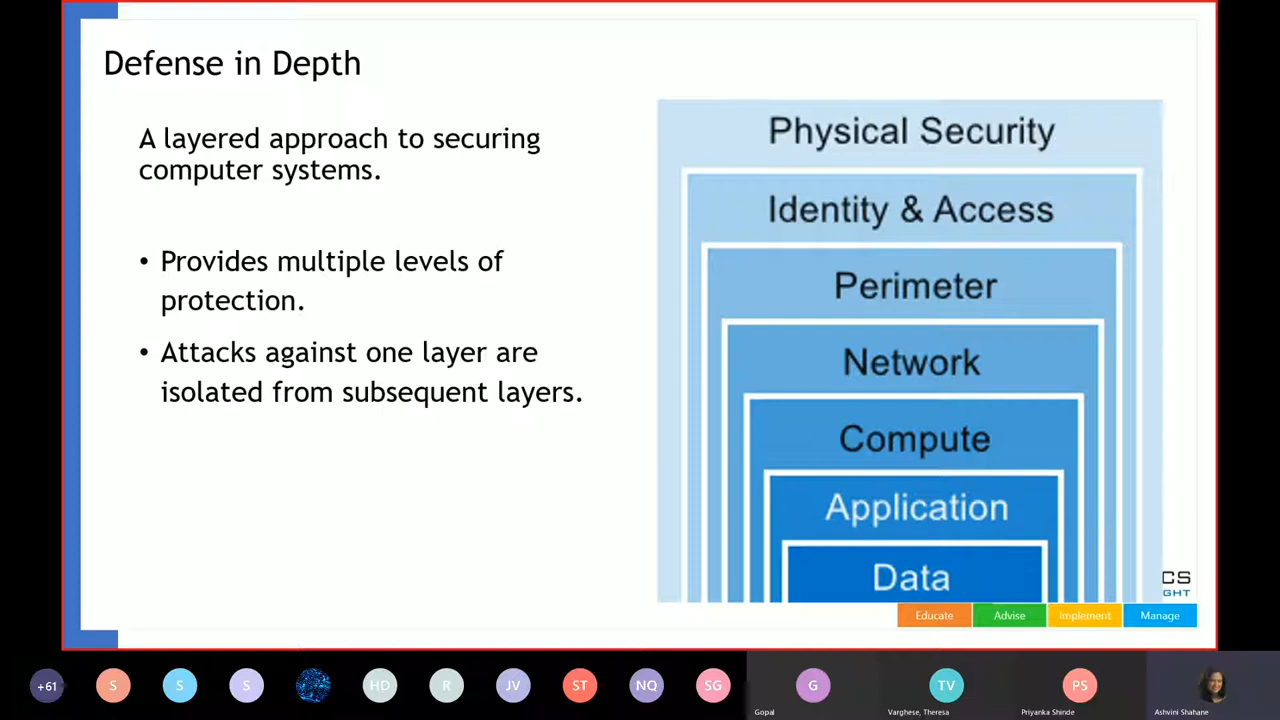 Defense in Depth
A layered approach to securing
computer systems.
• Provides multiple levels of
protection.
• Attacks against one layer are
isolated from subsequent layers.
Physical Security
Identity & Access
Perimeter
Network
Compute
Application
Data
CS
GHT
Educate
Advise
Implement
Manage
+61
S
S
S
HD
R
JV
ST
NQ
SG
G
TV
PS
Gopal
Varghese, Theresa
Priyanka Shinde
Ashvini Shahane